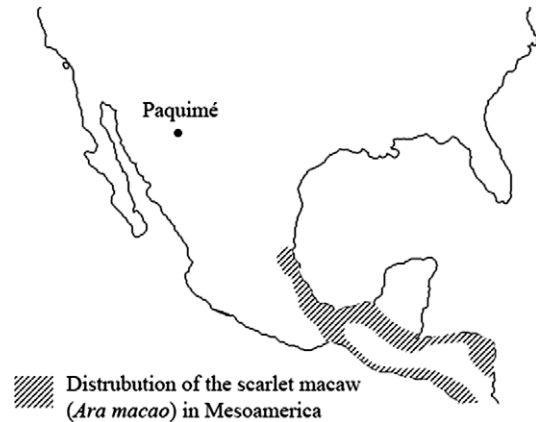 Paquimé
Distrubution of the scarlet macaw
(Ara macao) in Mesoamerica